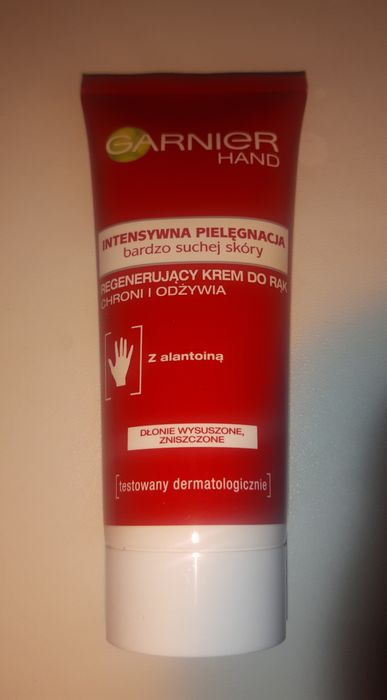 GARNIER
HAND
INTENSYWNA PIELĘGNACJA
bardzo suchej skóry
REGENERUJĄCY KREM DO RĄK
CHRONI I ODŻYWIA
Z alantoiną
DŁONIE WYSUSZONE,
ZNISZCZONE
[testowany dermatologicznie]